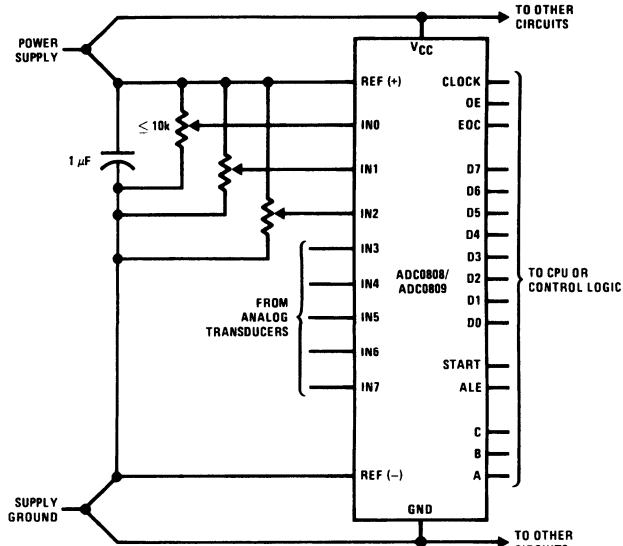 TO OTHER
CIRCUITS
POWER
SUPPLY
VCC
REF (+)
CLOCK
OE
≤ 10k
IN0
EOC
1 µF
IN1
D7
D6
IN2
D5
D4
IN3
D3
ADC0808/
ADC0809
IN4
D2
TO CPU OR
CONTROL LOGIC
FROM
ANALOG
TRANSDUCERS
D1
IN5
D0
IN6
START
IN7
ALE
C
B
REF (−)
A
SUPPLY
GROUND
GND
TO OTHER
CIRCUITS